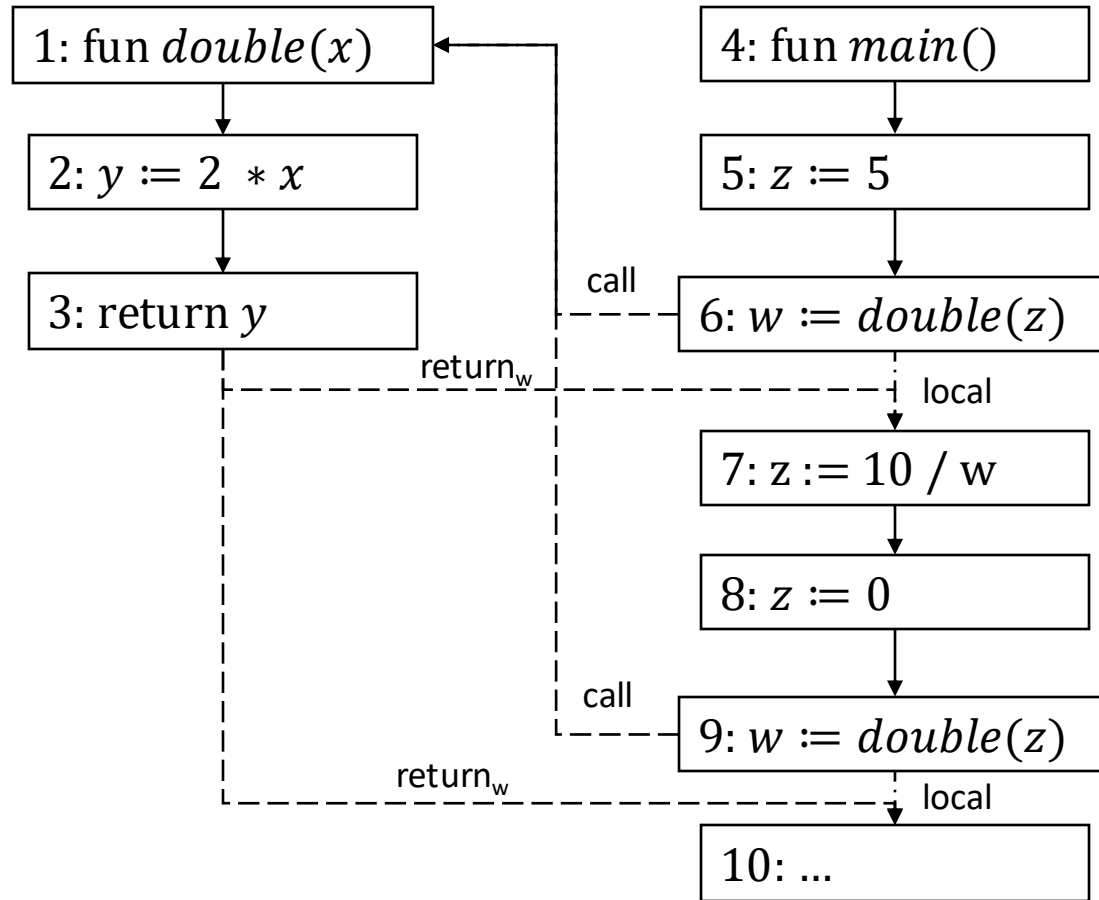 1: fun double(x)
2: y := 2 * x
3: return y
4: fun main()
5: z := 5
call
6: w := double(z)
return_w
local
7: z := 10 / w
8: z := 0
call
9: w := double(z)
return_w
local
10: ...